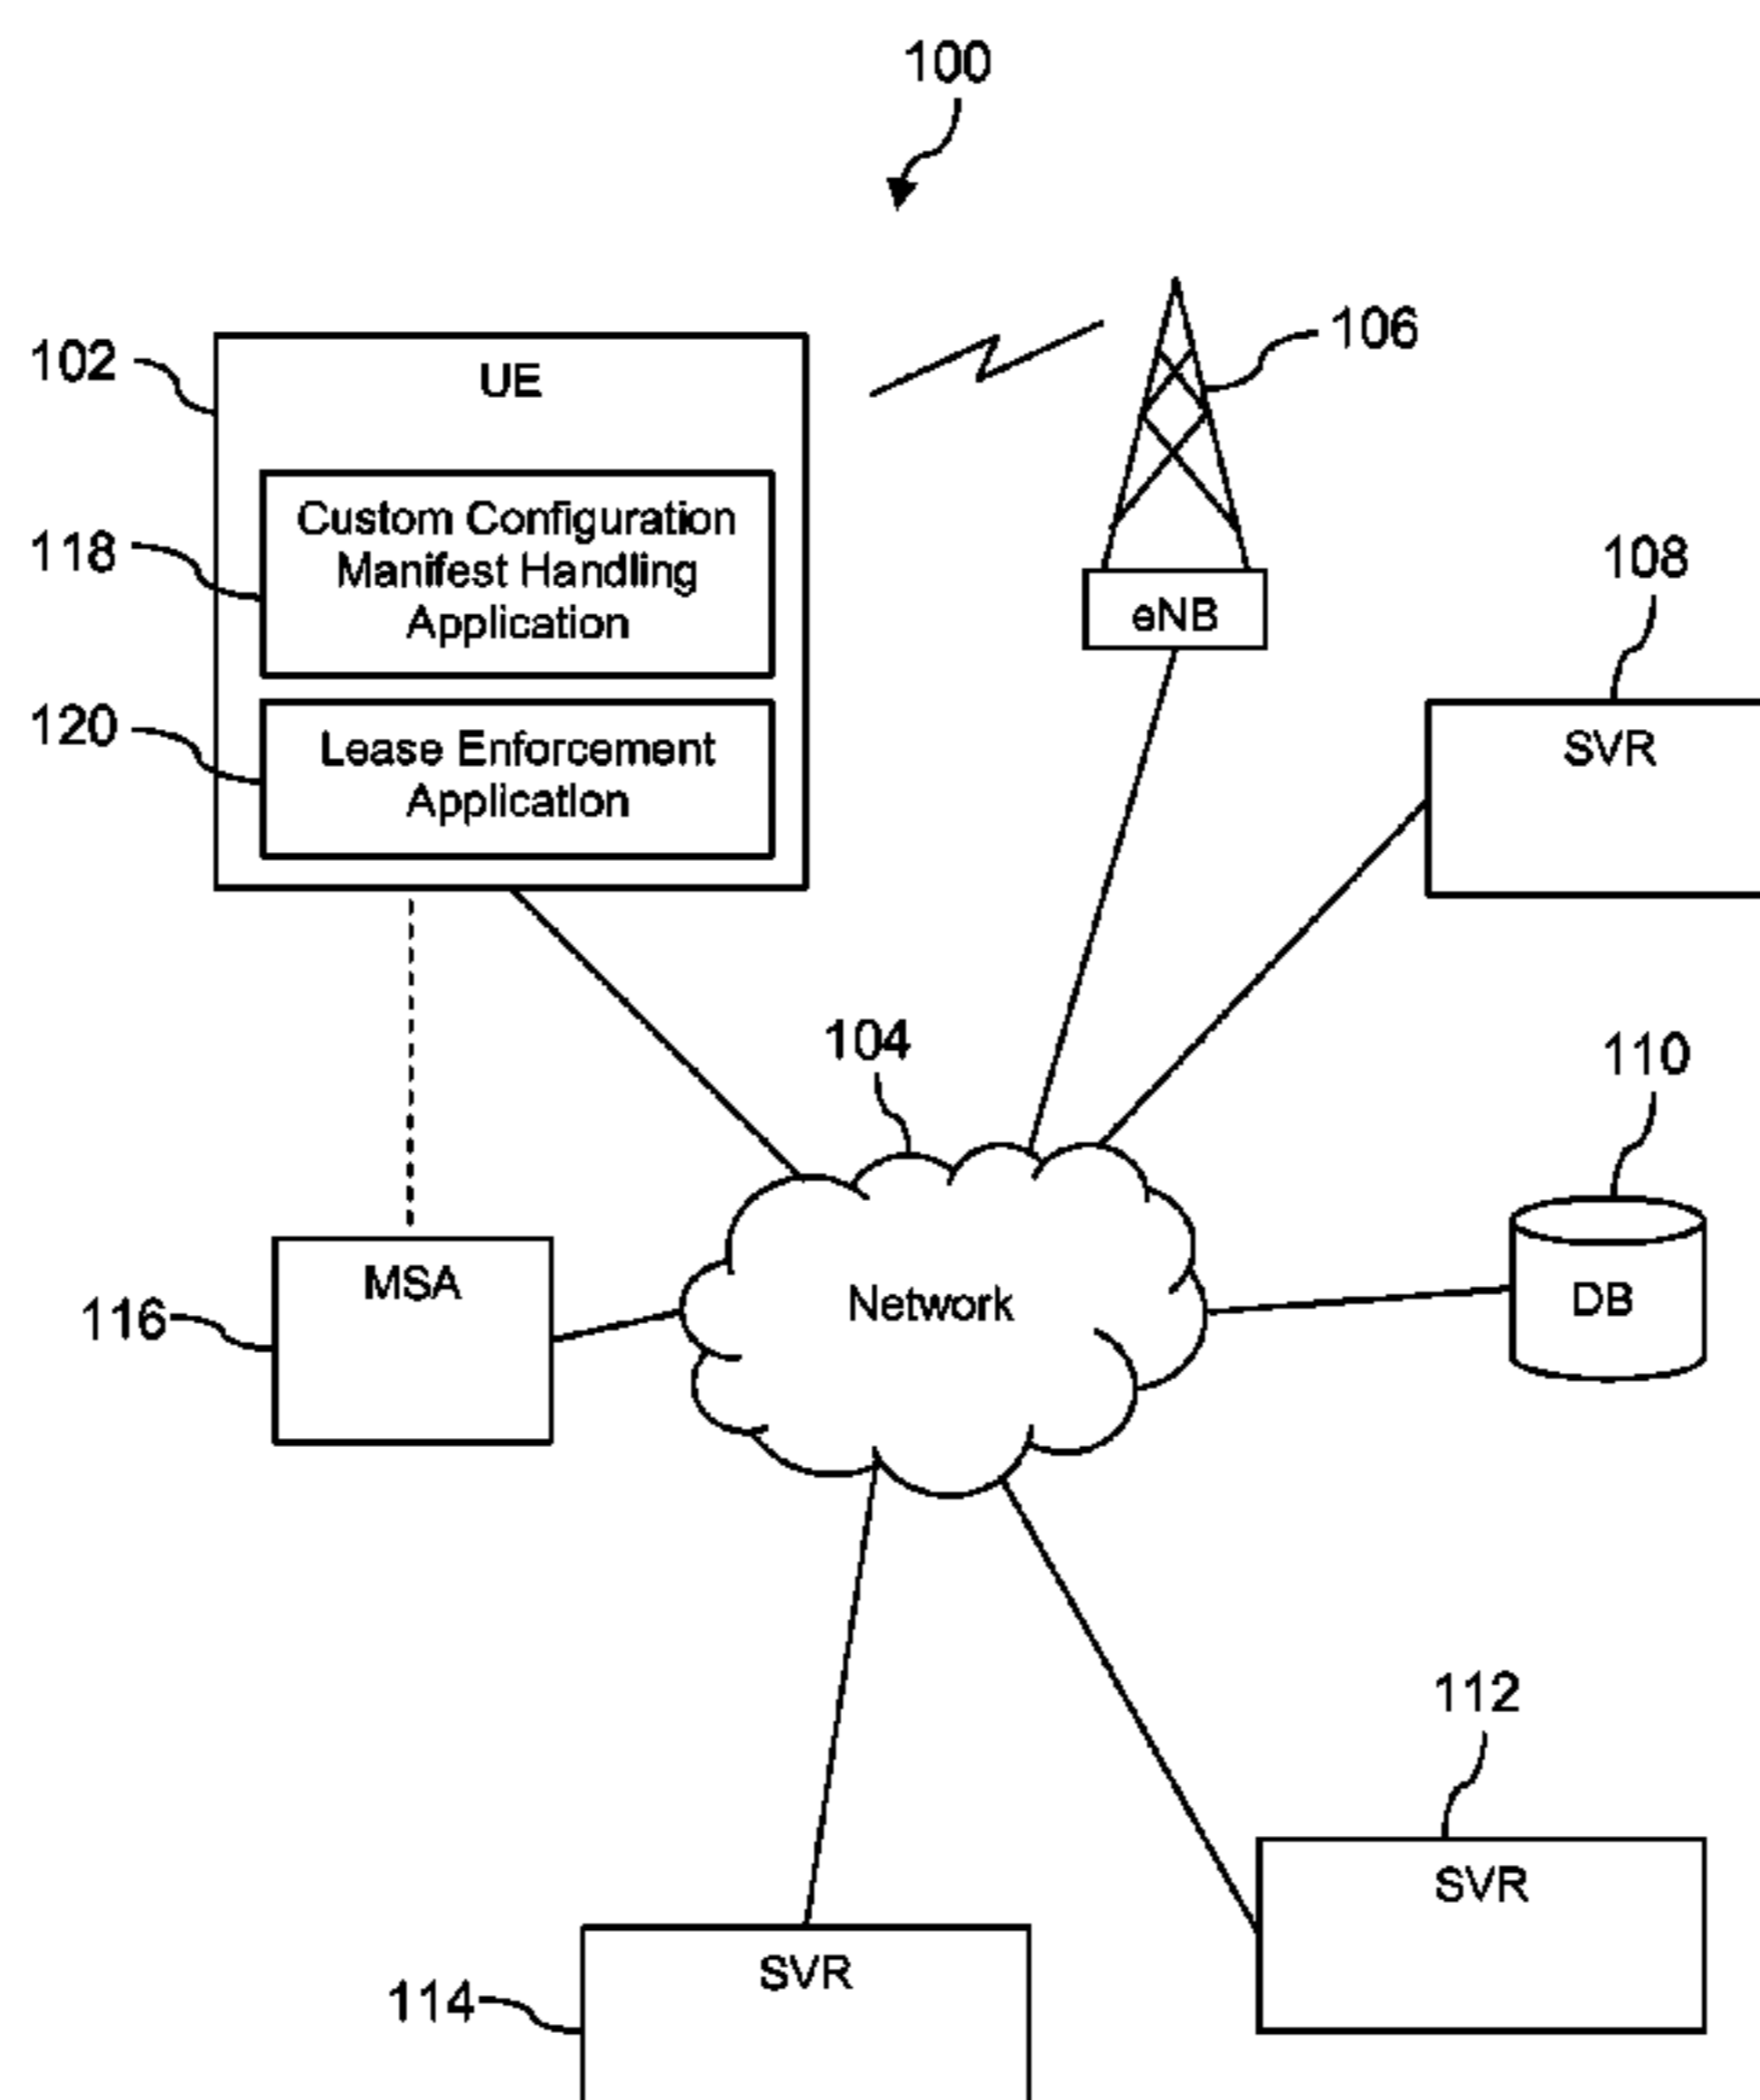 100
106
102
UE
118
Custom Configuration
Manifest Handling
Application
eNB
108
SVR
120
Lease Enforcement
Application
104
110
116
MSA
Network
DB
112
SVR
114
SVR